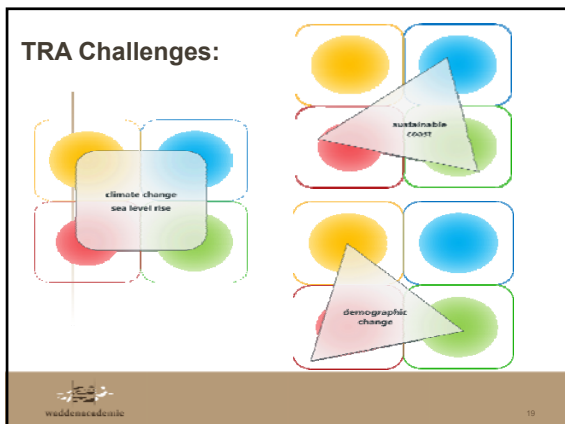 TRA Challenges:
climate change
sea level rise
sustainable
coast
demographic
change
waddenacademie
19